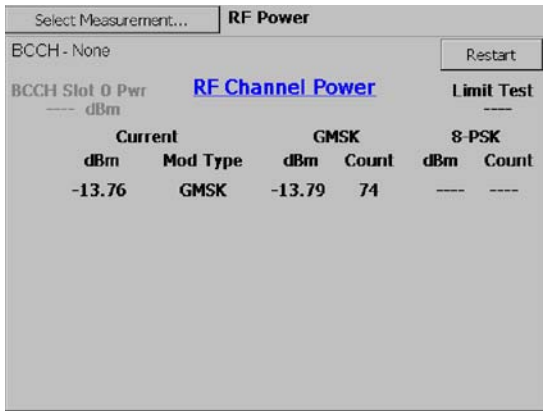 Select Measurement... RF Power
BCCH - None
Restart
BCCH Slot 0 Pwr RF Channel Power Limit Test
---- dBm ----
Current GMSK 8-PSK
dBm Mod Type dBm Count dBm Count
-13.76 GMSK -13.79 74 ---- ----